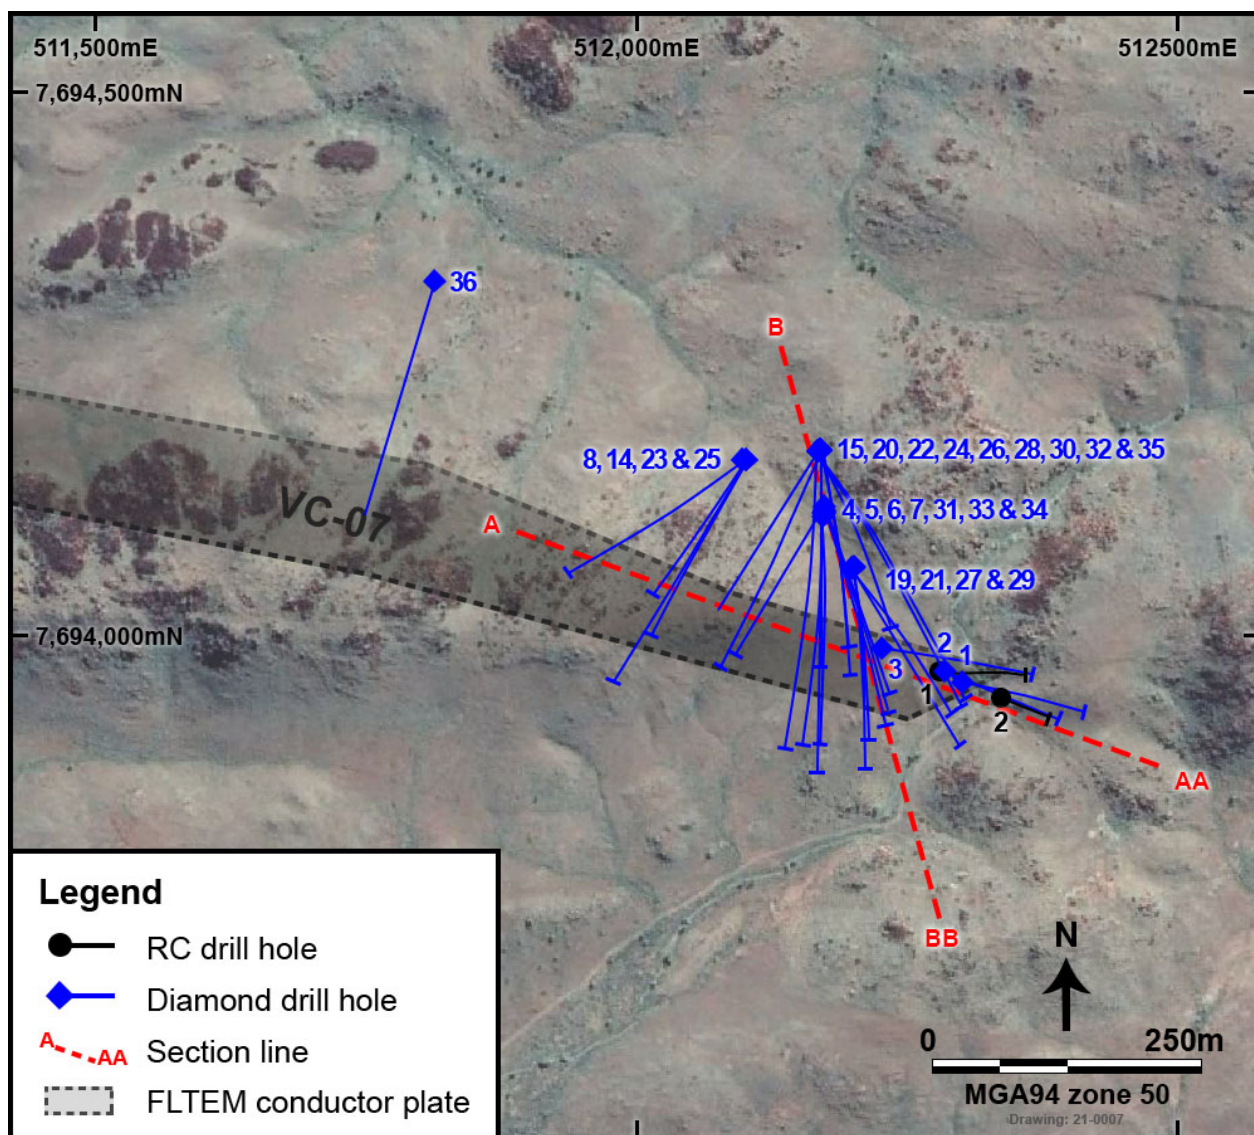 511,500mE
512,000mE
512500mE
7,694,500mN
36
B
8, 14, 23 & 25
15, 20, 22, 24, 26, 28, 30, 32 & 35
VC-07
A
4, 5, 6, 7, 31, 33 & 34
19, 21, 27 & 29
7,694,000mN
2
1
3
1
2
AA
BB
Legend
RC drill hole
Diamond drill hole
A
AA
Section line
FLTEM conductor plate
N
0
250m
MGA94 zone 50
Drawing: 21-0007